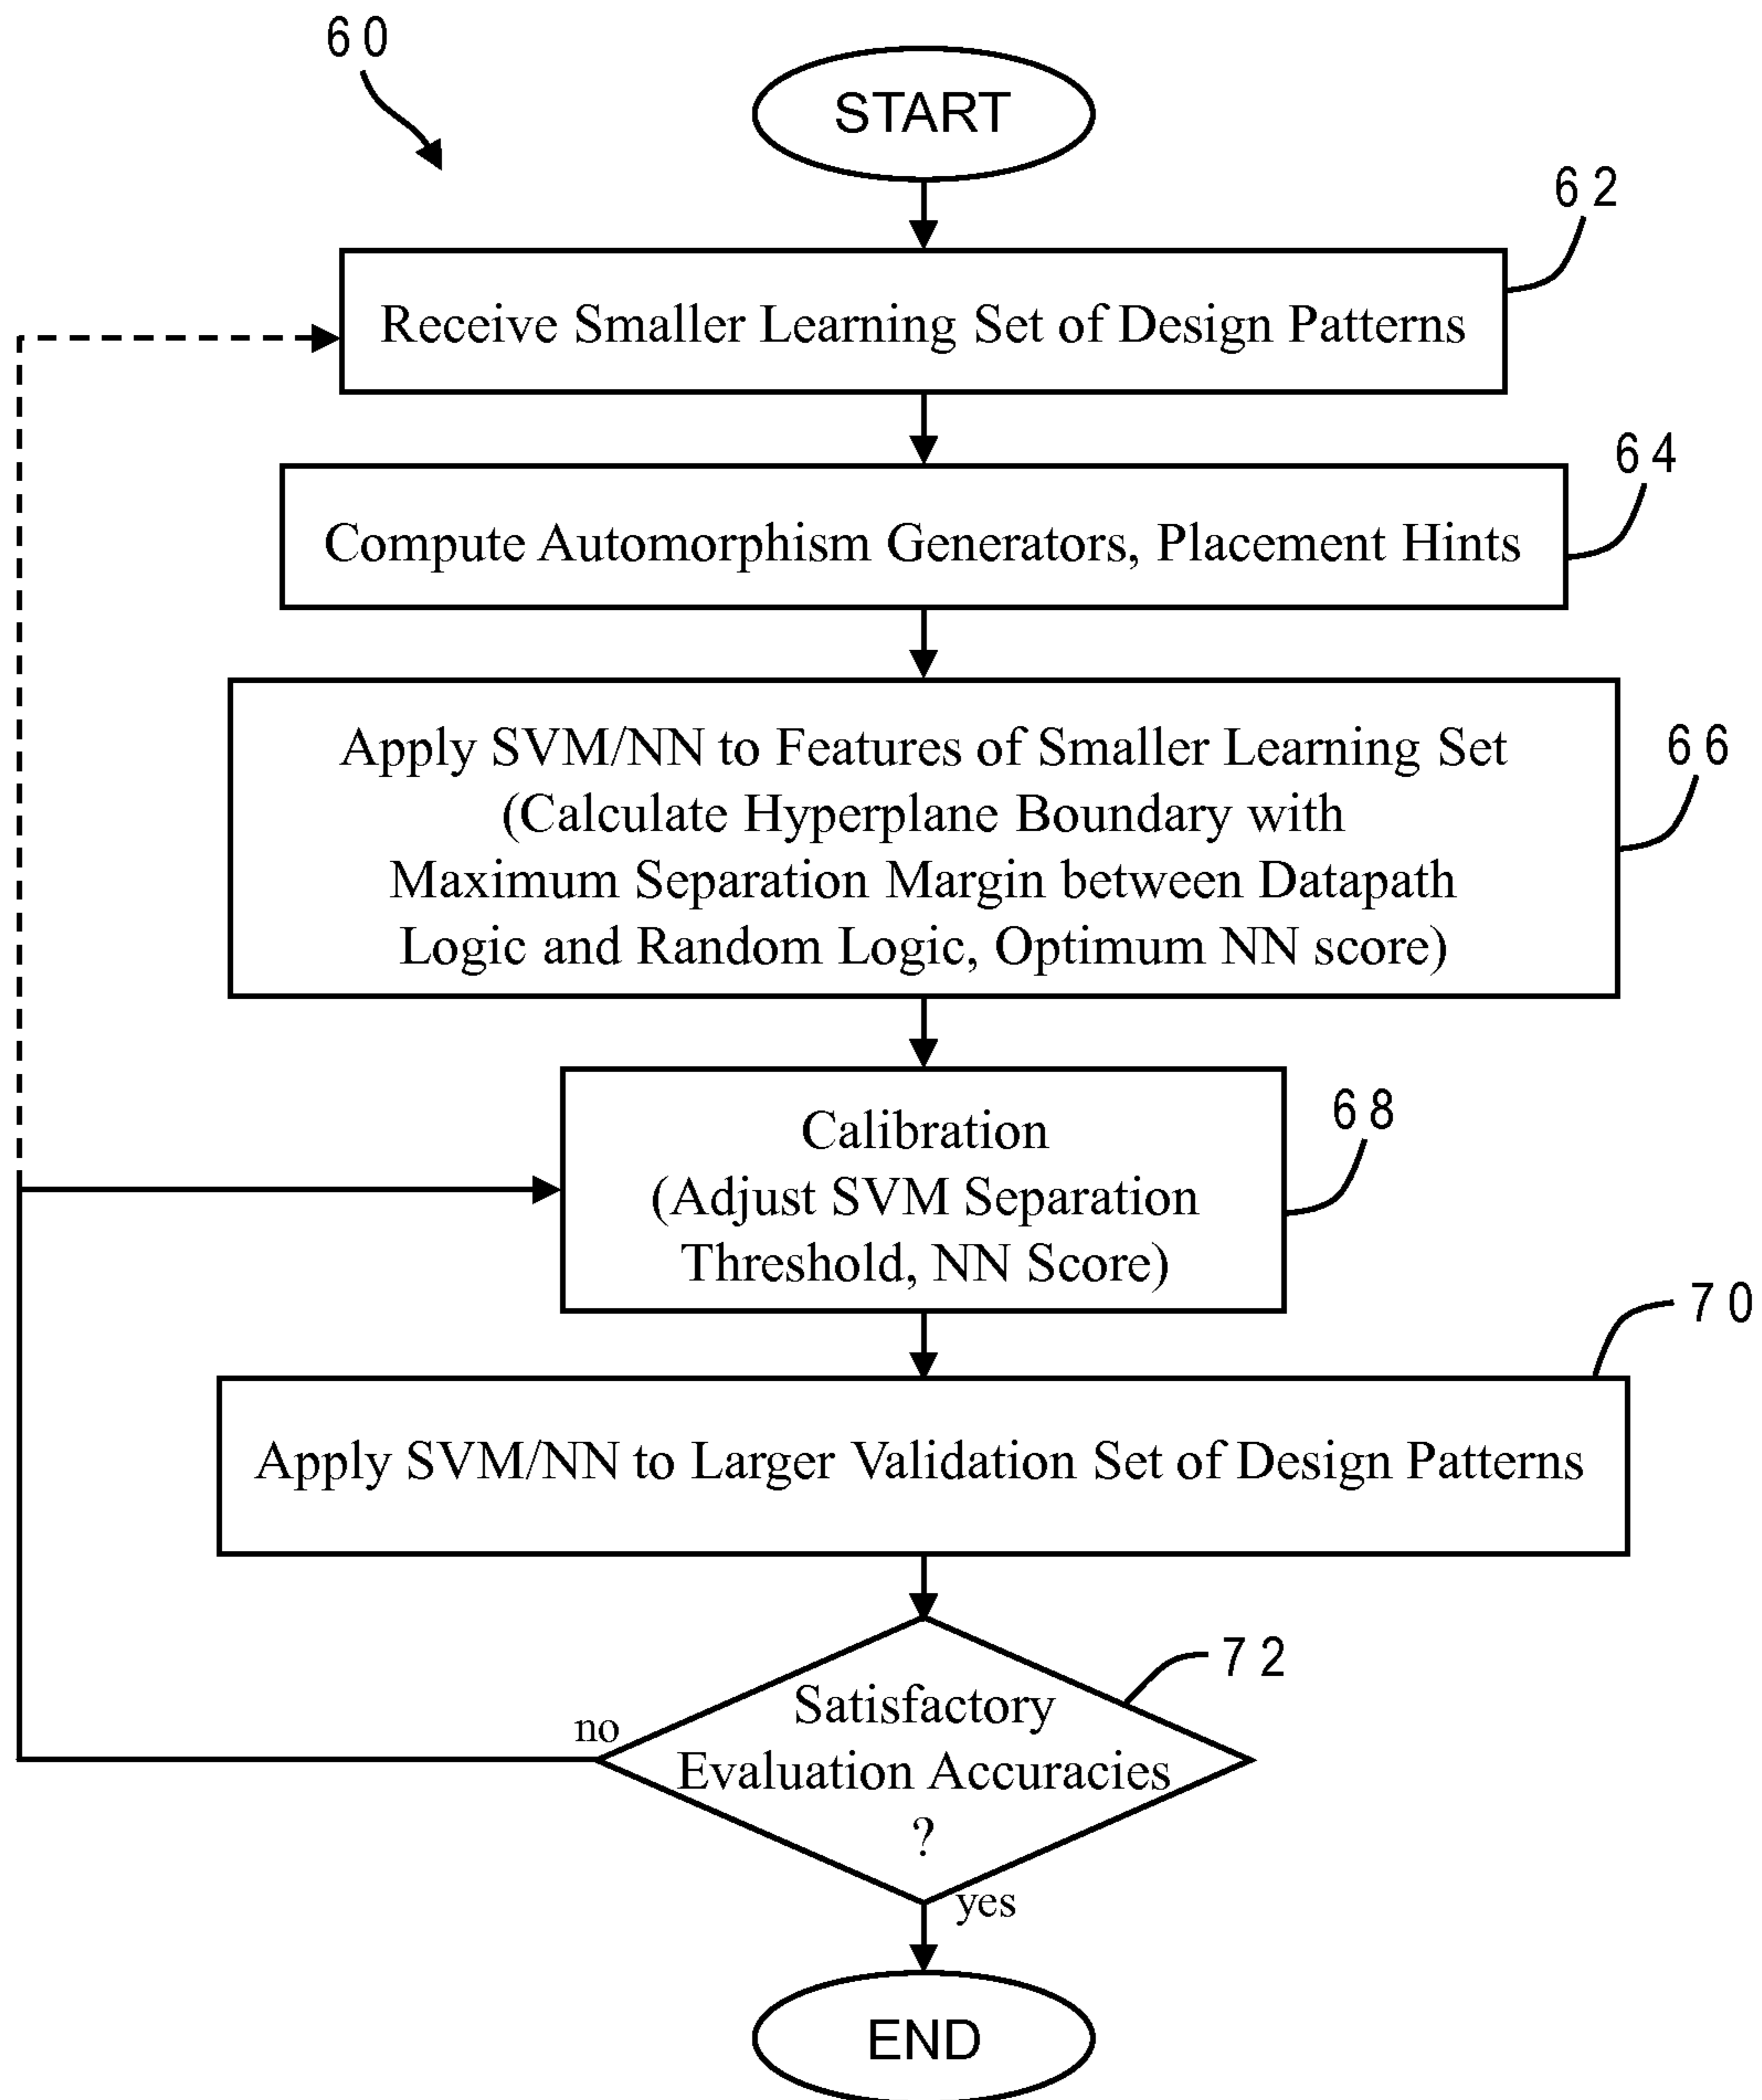 60
START
62
Receive Smaller Learning Set of Design Patterns
64
Compute Automorphism Generators, Placement Hints
66
Apply SVM/NN to Features of Smaller Learning Set
(Calculate Hyperplane Boundary with
Maximum Separation Margin between Datapath
Logic and Random Logic, Optimum NN score)
68
Calibration
(Adjust SVM Separation
Threshold, NN Score)
70
Apply SVM/NN to Larger Validation Set of Design Patterns
72
Satisfactory
Evaluation Accuracies
?
no
yes
END